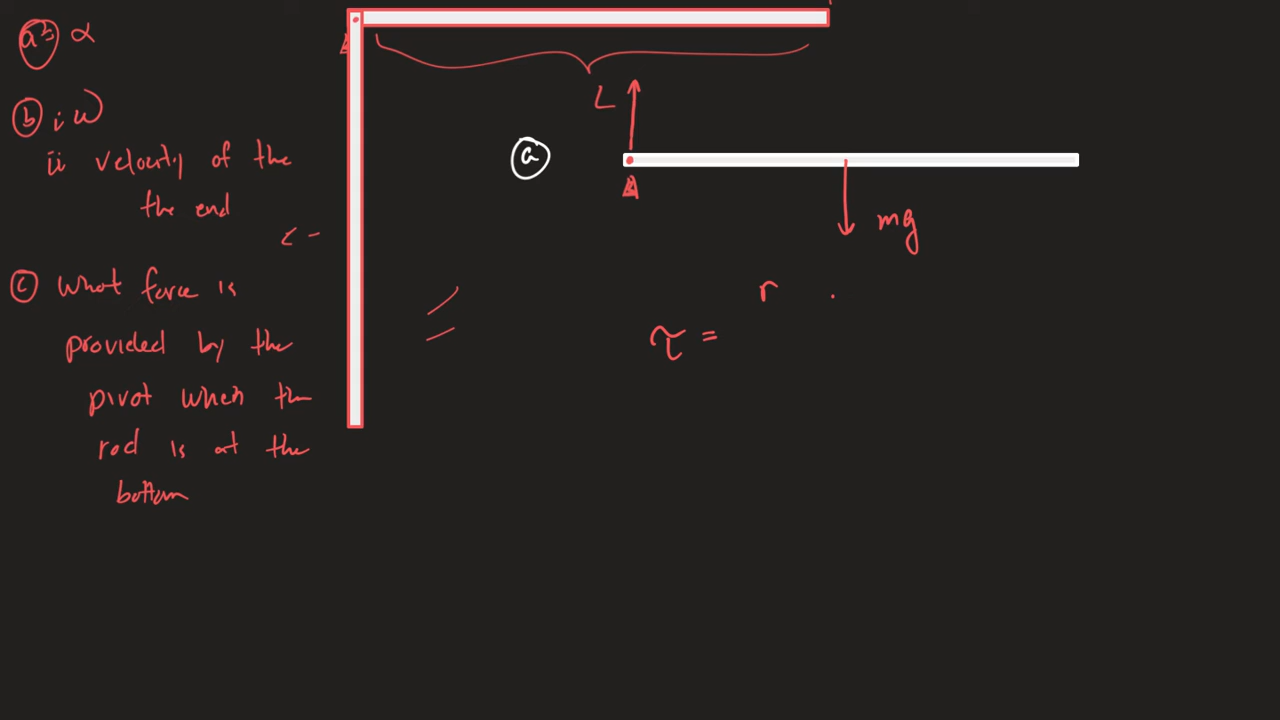 a α
b i ω
ii velocity of the
the end
c What force is
provided by the
pivot when the
rod is at the
bottom
L
a
A
mg
r
τ =